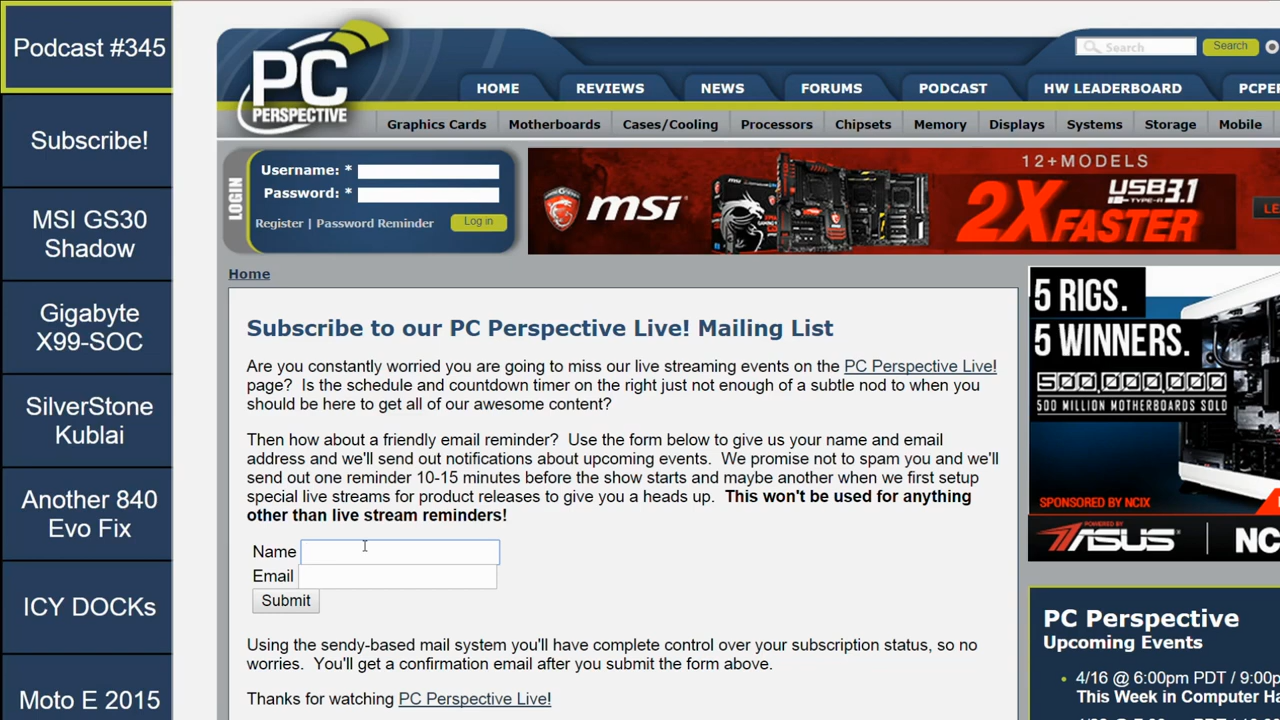 Podcast #345
Subscribe!
MSI GS30
Shadow
Gigabyte
X99-SOC
SilverStone
Kublai
Another 840
Evo Fix
ICY DOCKs
Moto E 2015
PC
PERSPECTIVE
Search
Search
HOME
REVIEWS
NEWS
FORUMS
PODCAST
HW LEADERBOARD
PCPER
Graphics Cards
Motherboards
Cases/Cooling
Processors
Chipsets
Memory
Displays
Systems
Storage
Mobile
LOGIN
Username: *
Password: *
Register | Password Reminder
Log in
msi
12+MODELS
2X USB3.1
TYPE-A
FASTER
LE
Home
Subscribe to our PC Perspective Live! Mailing List
Are you constantly worried you are going to miss our live streaming events on the PC Perspective Live!
page? Is the schedule and countdown timer on the right just not enough of a subtle nod to when you
should be here to get all of our awesome content?
Then how about a friendly email reminder? Use the form below to give us your name and email
address and we'll send out notifications about upcoming events. We promise not to spam you and we'll
send out one reminder 10-15 minutes before the show starts and maybe another when we first setup
special live streams for product releases to give you a heads up. This won't be used for anything
other than live stream reminders!
Name
Email
Submit
Using the sendy-based mail system you'll have complete control over your subscription status, so no
worries. You'll get a confirmation email after you submit the form above.
Thanks for watching PC Perspective Live!
5 RIGS.
5 WINNERS.
500,000,000
500 MILLION MOTHERBOARDS SOLD
SPONSORED BY NCIX
POWERED BY
ASUS
NC
PC Perspective
Upcoming Events
4/16 @ 6:00pm PDT / 9:00p
This Week in Computer Ha